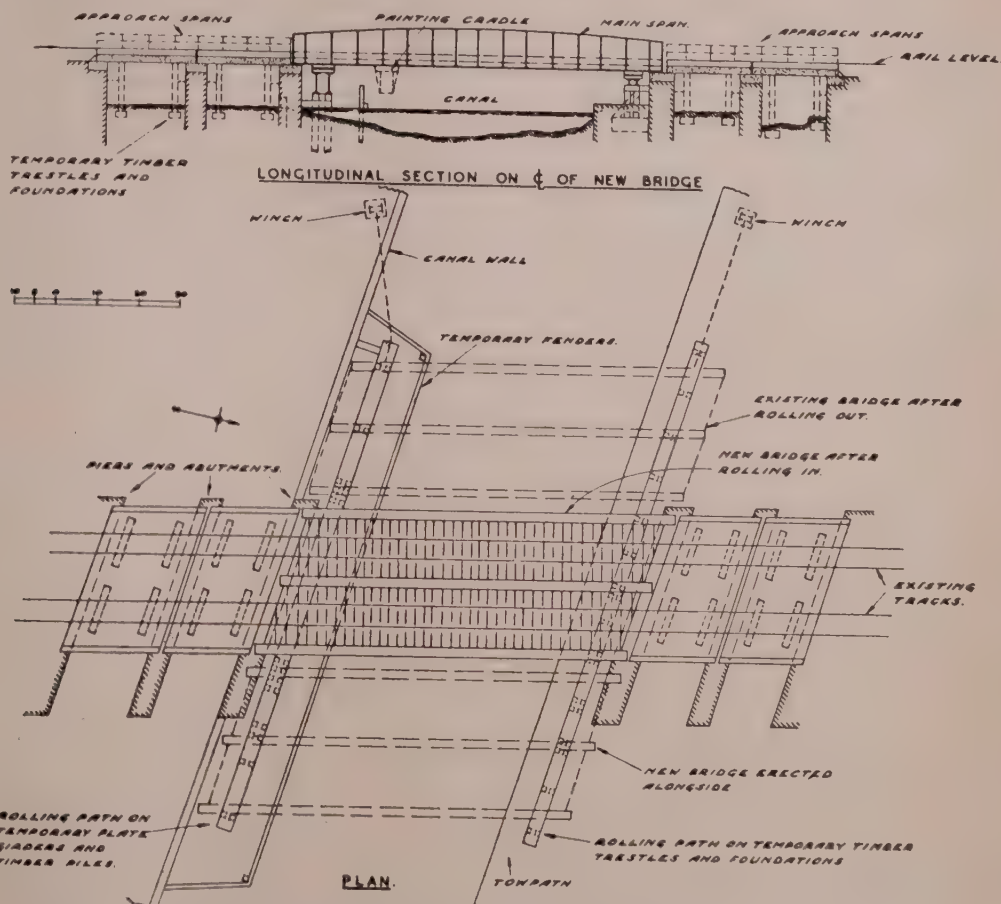 APPROACH SPANS
PAINTING CRADLE
MAIN SPAN.
APPROACH SPANS
RAIL LEVEL
CANAL
TEMPORARY TIMBER
TRESTLES AND
FOUNDATIONS
LONGITUDINAL SECTION ON ℄ OF NEW BRIDGE
WINCH
WINCH
CANAL WALL
TEMPORARY FENDERS.
EXISTING BRIDGE AFTER
ROLLING OUT.
NEW BRIDGE AFTER
ROLLING IN.
PIERS AND ABUTMENTS.
EXISTING
TRACKS.
NEW BRIDGE ERECTED
ALONGSIDE
ROLLING PATH ON
TEMPORARY PLATE
GIRDERS AND
TIMBER PILES.
ROLLING PATH ON TEMPORARY TIMBER
TRESTLES AND FOUNDATIONS
TOWPATH
PLAN.